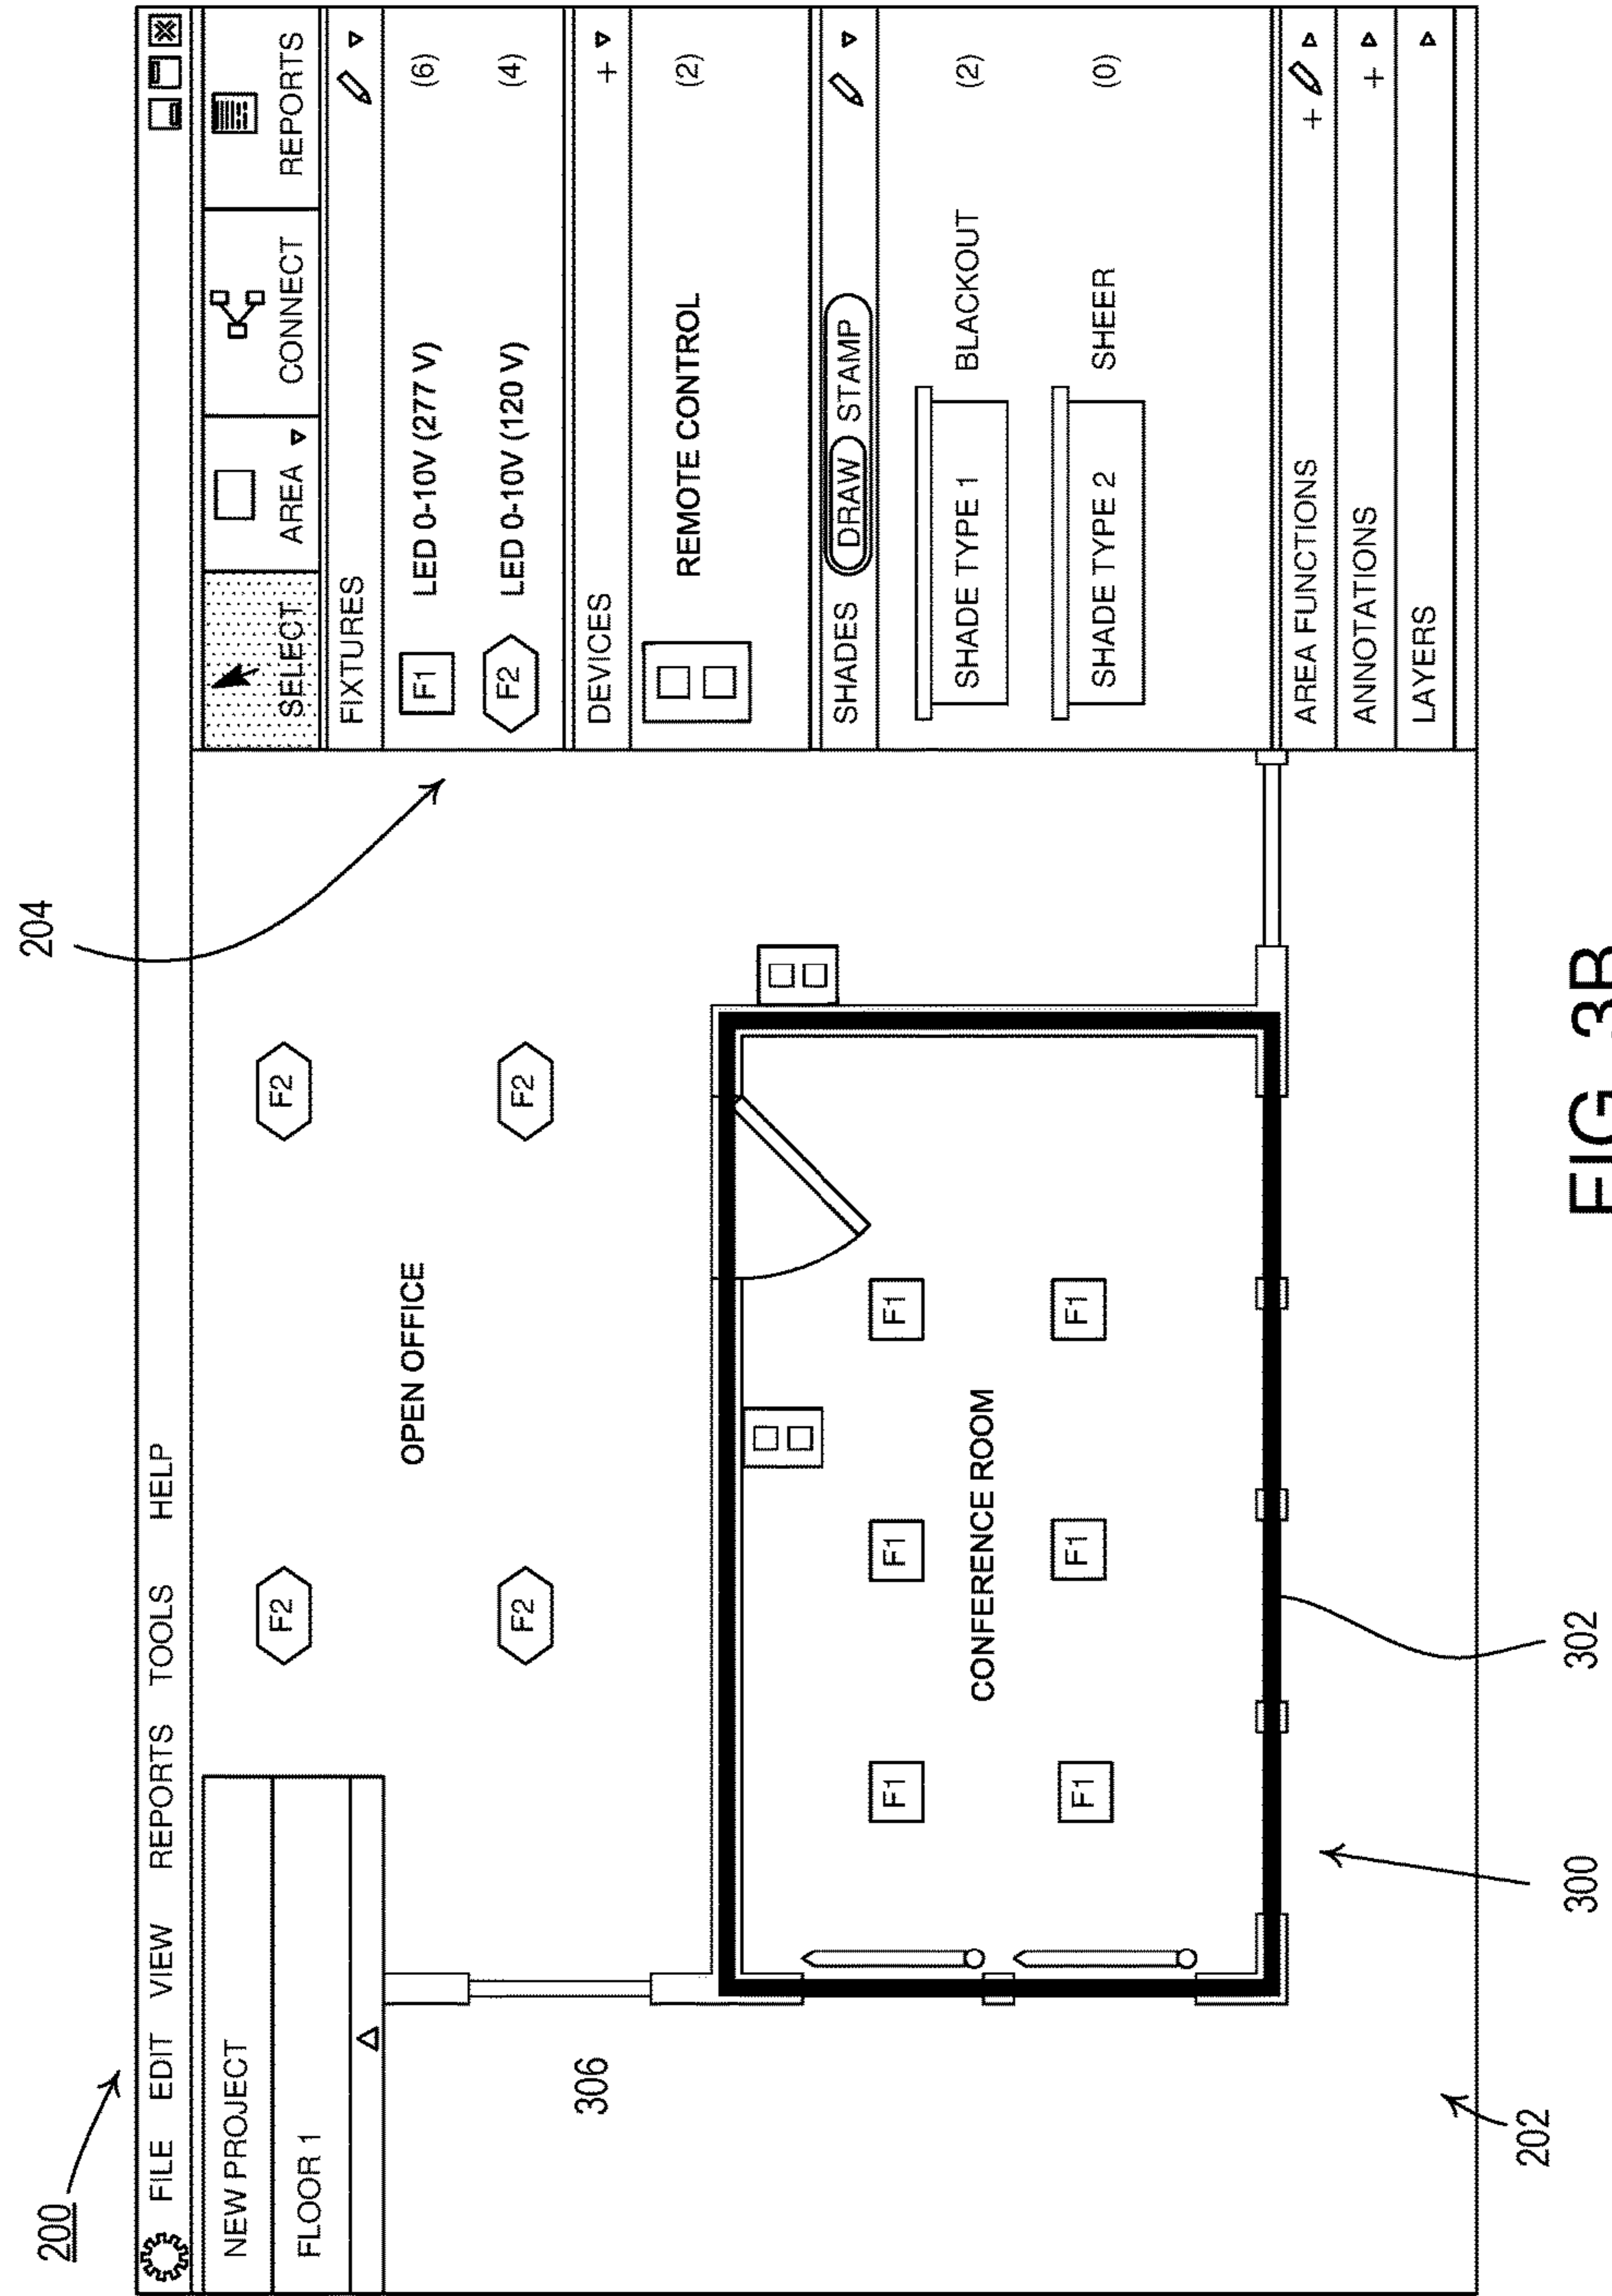 200
204
FILE EDIT VIEW REPORTS TOOLS HELP
NEW PROJECT
FLOOR 1
SELECT
AREA
CONNECT
REPORTS
FIXTURES
F1 LED 0-10V (277 V) (6)
F2 LED 0-10V (120 V) (4)
DEVICES +
REMOTE CONTROL (2)
SHADES DRAW STAMP
SHADE TYPE 1 BLACKOUT (2)
SHADE TYPE 2 SHEER (0)
AREA FUNCTIONS +
ANNOTATIONS +
LAYERS
F2 F2
OPEN OFFICE
F2 F2
306
F1 F1 F1
CONFERENCE ROOM
F1 F1 F1
202
300
302
FIG. 3B